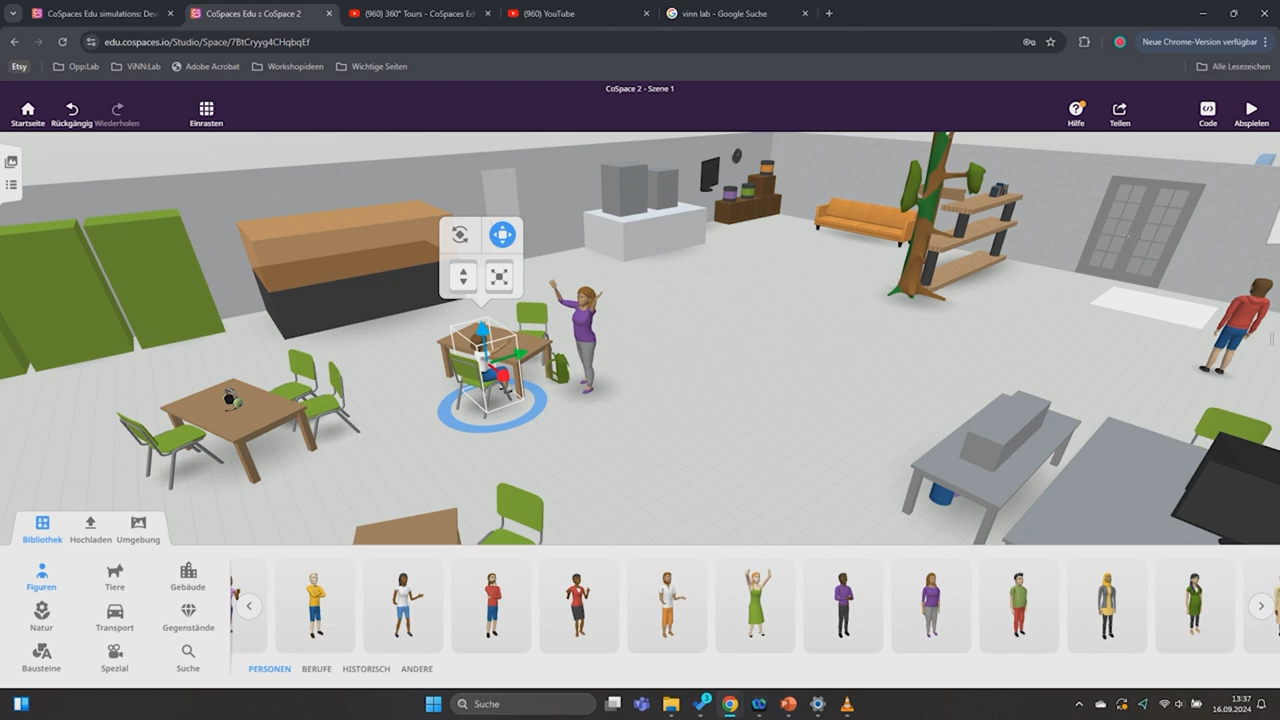 CoSpaces Edu simulations: Dev
CoSpaces Edu :: CoSpace 2
(960) 360° Tours – CoSpaces Ed
(960) YouTube
vinn lab - Google Suche
edu.cospaces.io/Studio/Space/7BtCryyg4CHqbqEf
Neue Chrome-Version verfügbar
Etsy
Opp:Lab
ViNN:Lab
Adobe Acrobat
Workshopideen
Wichtige Seiten
Alle Lesezeichen
CoSpace 2 - Szene 1
Startseite
Rückgängig
Wiederholen
Einrasten
Hilfe
Teilen
Code
Abspielen
Bibliothek
Hochladen
Umgebung
Figuren
Tiere
Gebäude
Natur
Transport
Gegenstände
Bausteine
Spezial
Suche
PERSONEN
BERUFE
HISTORISCH
ANDERE
Suche
3
13:37
16.09.2024